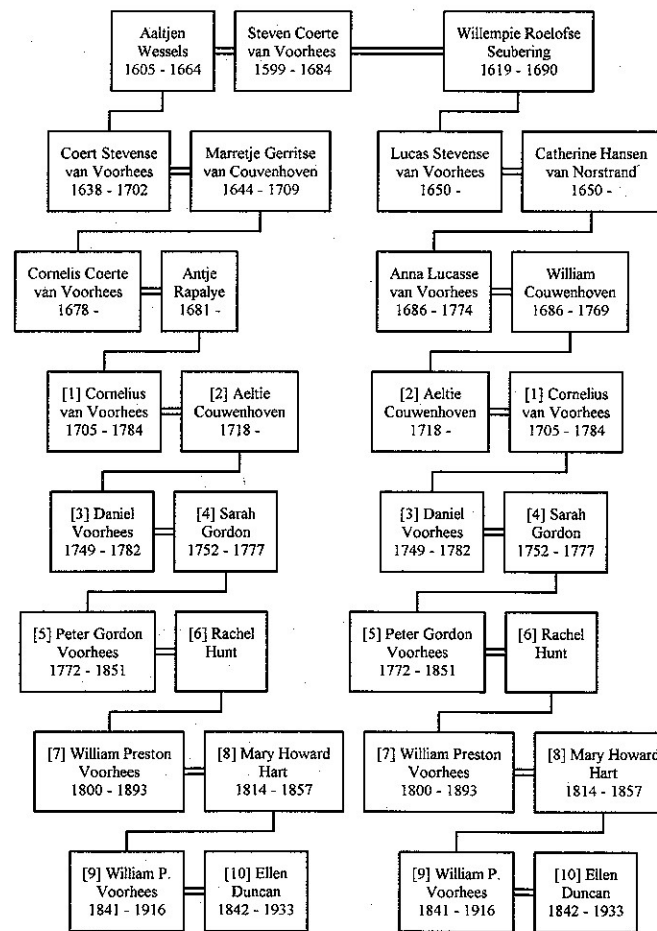 Aaltjen
Wessels
1605 - 1664
Steven Coerte
van Voorhees
1599 - 1684
Willempie Roelofse
Seubering
1619 - 1690
Coert Stevense
van Voorhees
1638 - 1702
Marretje Gerritse
van Couvenhoven
1644 - 1709
Lucas Stevense
van Voorhees
1650 -
Catherine Hansen
van Norstrand
1650 -
Cornelis Coerte
van Voorhees
1678 -
Antje
Rapalye
1681 -
Anna Lucasse
van Voorhees
1686 - 1774
William
Couwenhoven
1686 - 1769
[1] Cornelius
van Voorhees
1705 - 1784
[2] Aeltie
Couwenhoven
1718 -
[2] Aeltie
Couwenhoven
1718 -
[1] Cornelius
van Voorhees
1705 - 1784
[3] Daniel
Voorhees
1749 - 1782
[4] Sarah
Gordon
1752 - 1777
[3] Daniel
Voorhees
1749 - 1782
[4] Sarah
Gordon
1752 - 1777
[5] Peter Gordon
Voorhees
1772 - 1851
[6] Rachel
Hunt
[5] Peter Gordon
Voorhees
1772 - 1851
[6] Rachel
Hunt
[7] William Preston
Voorhees
1800 - 1893
[8] Mary Howard
Hart
1814 - 1857
[7] William Preston
Voorhees
1800 - 1893
[8] Mary Howard
Hart
1814 - 1857
[9] William P.
Voorhees
1841 - 1916
[10] Ellen
Duncan
1842 - 1933
[9] William P.
Voorhees
1841 - 1916
[10] Ellen
Duncan
1842 - 1933